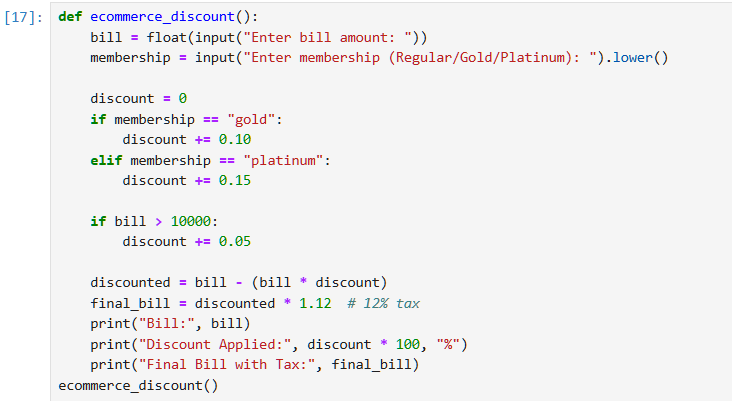 [17]: def ecommerce_discount():
    bill = float(input("Enter bill amount: "))
    membership = input("Enter membership (Regular/Gold/Platinum): ").lower()

    discount = 0
    if membership == "gold":
        discount += 0.10
    elif membership == "platinum":
        discount += 0.15

    if bill > 10000:
        discount += 0.05

    discounted = bill - (bill * discount)
    final_bill = discounted * 1.12  # 12% tax
    print("Bill:", bill)
    print("Discount Applied:", discount * 100, "%")
    print("Final Bill with Tax:", final_bill)
ecommerce_discount()